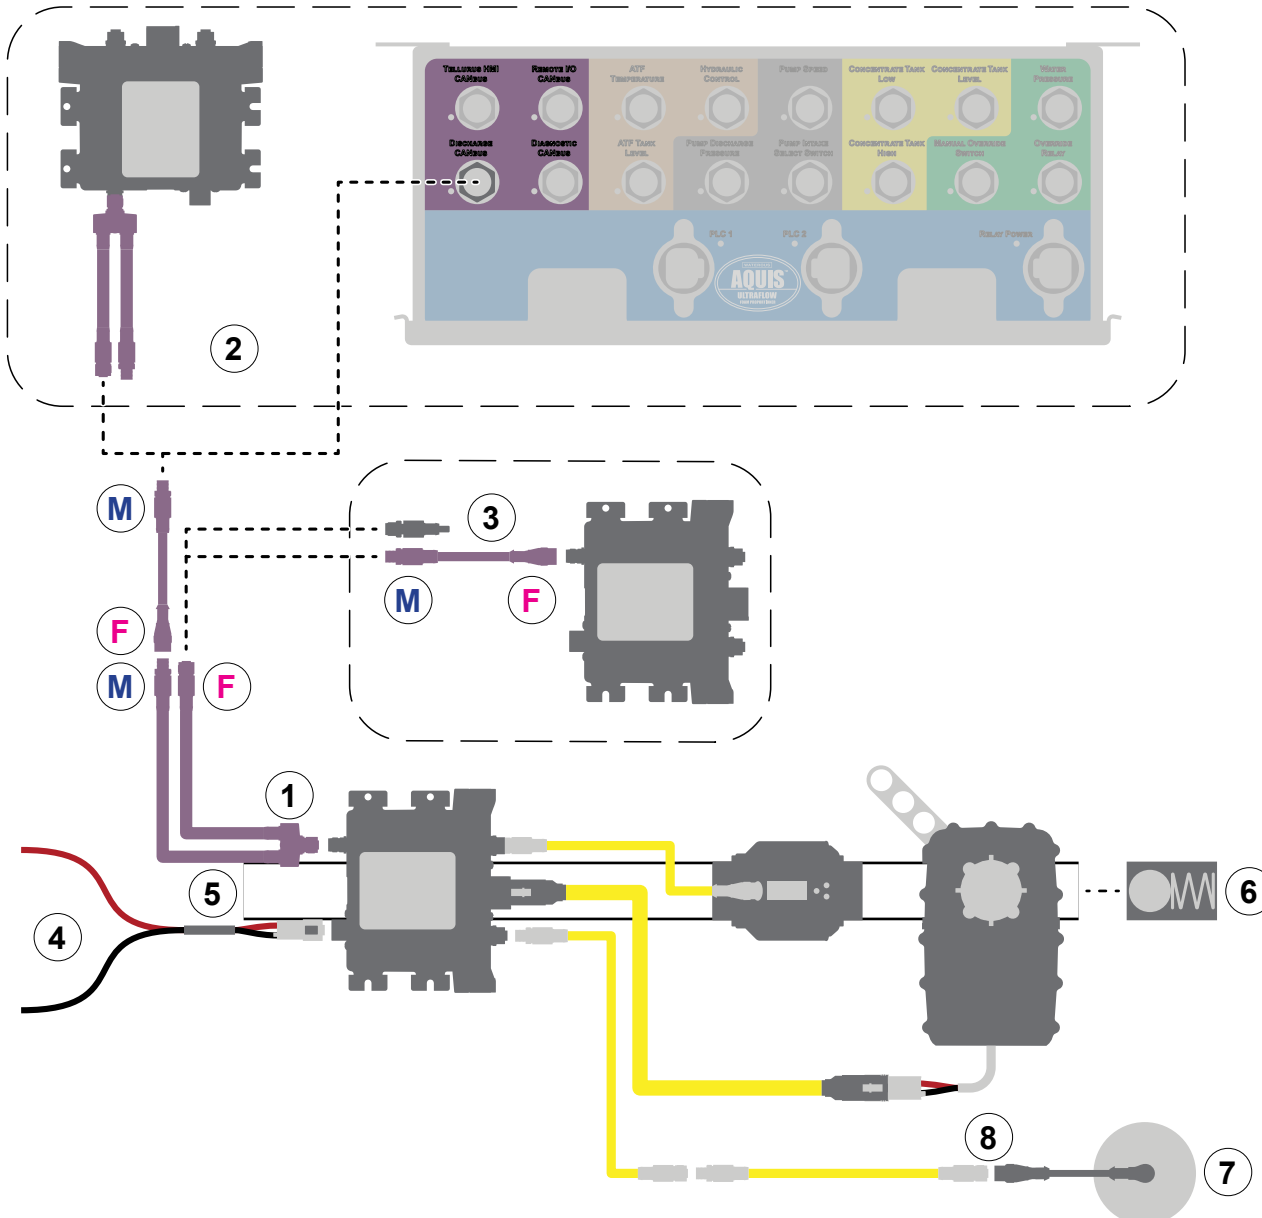 TELLURUS HMI
CANBUS
REMOTE I/O
CANBUS
ATF
TEMPERATURE
HYDRAULIC
CONTROL
PUMP SPEED
CONCENTRATE TANK
LOW
CONCENTRATE TANK
LEVEL
WATER
PRESSURE
DISCHARGE
CANBUS
DIAGNOSTIC
CANBUS
ATF TANK
LEVEL
PUMP DISCHARGE
PRESSURE
PUMP INTAKE
SELECT SWITCH
CONCENTRATE TANK
HIGH
MANUAL OVERRIDE
SWITCH
OVERRIDE
RELAY
PLC 1
PLC 2
RELAY POWER
AQUIS
ULTRAFLOW
2
M
3
F
M
F
M
F
1
5
4
6
8
7